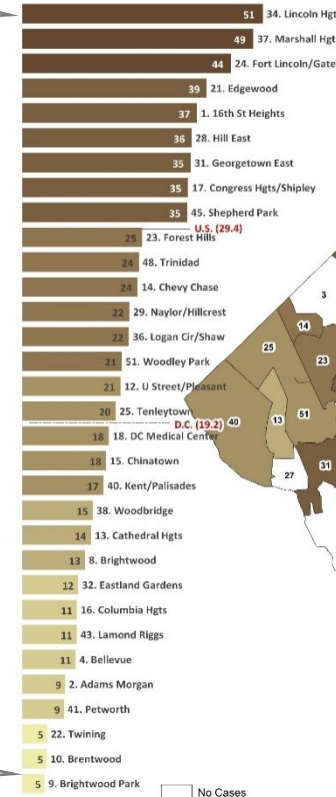 51 34. Lincoln Hgt
49 37. Marshall Hgt
44 24. Fort Lincoln/Gate
39 21. Edgewood
37 1. 16th St Heights
36 28. Hill East
35 31. Georgetown East
35 17. Congress Hgts/Shipley
35 45. Shepherd Park
U.S. (29.4)
25 23. Forest Hills
24 48. Trinidad
24 14. Chevy Chase
22 29. Naylor/Hillcrest
22 36. Logan Cir/Shaw
21 51. Woodley Park
21 12. U Street/Pleasant
20 25. Tenleytown
D.C. (19.2)
18 18. DC Medical Center
18 15. Chinatown
17 40. Kent/Palisades
15 38. Woodbridge
14 13. Cathedral Hgts
13 8. Brightwood
12 32. Eastland Gardens
11 16. Columbia Hgts
11 43. Lamond Riggs
11 4. Bellevue
9 2. Adams Morgan
9 41. Petworth
5 22. Twining
5 10. Brentwood
5 9. Brightwood Park
3
14
25
23
40
13
51
27
31
No Cases